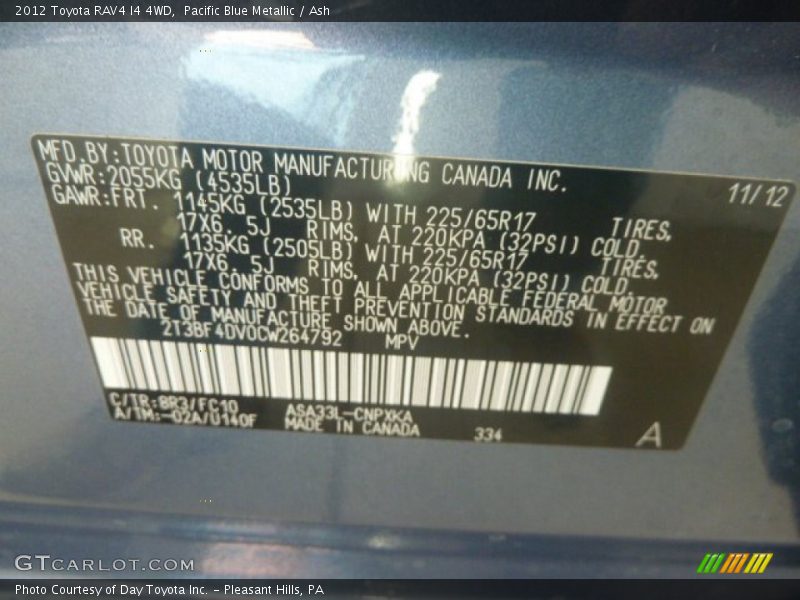 2012 Toyota RAV4 I4 4WD, Pacific Blue Metallic / Ash
MFD.BY:TOYOTA MOTOR MANUFACTURING CANADA INC.
11/12
GVWR:2055KG (4535LB)
GAWR:FRT. 1145KG (2535LB) WITH 225/65R17 TIRES,
17X6.5J RIMS, AT 220KPA (32PSI) COLD.
RR. 1135KG (2505LB) WITH 225/65R17 TIRES,
17X6.5J RIMS, AT 220KPA (32PSI) COLD.
THIS VEHICLE CONFORMS TO ALL APPLICABLE FEDERAL MOTOR
VEHICLE SAFETY AND THEFT PREVENTION STANDARDS IN EFFECT ON
THE DATE OF MANUFACTURE SHOWN ABOVE.
2T3BF4DV0CW264792 MPV
C/TR:8R3/FC10 ASA33L-CNPXKA
A/TM:-02A/U140F MADE IN CANADA 334 A
GTCARLOT.COM
Photo Courtesy of Day Toyota Inc. - Pleasant Hills, PA